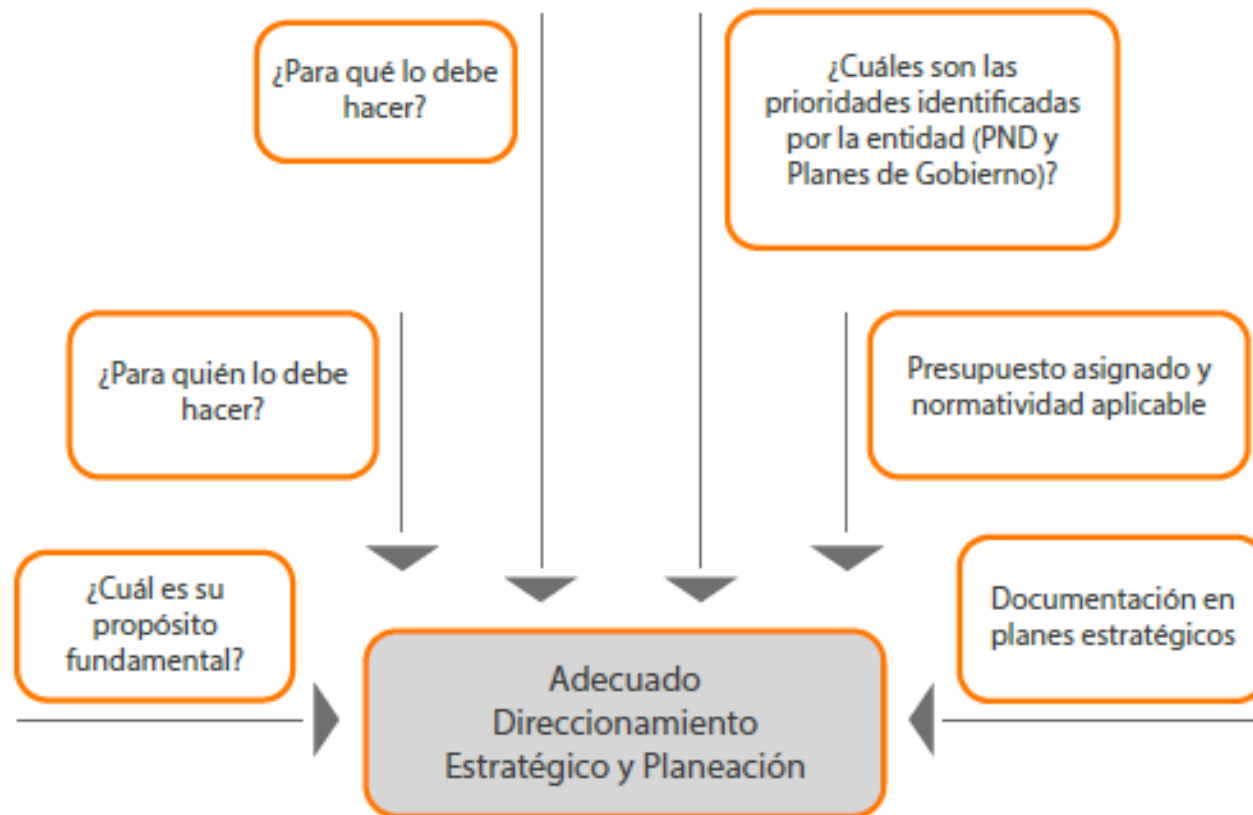 ¿Para qué lo debe
hacer?
¿Cuáles son las
prioridades identificadas
por la entidad (PND y
Planes de Gobierno)?
¿Para quién lo debe
hacer?
Presupuesto asignado y
normatividad aplicable
¿Cuál es su
propósito
fundamental?
Documentación en
planes estratégicos
Adecuado
Direccionamiento
Estratégico y Planeación